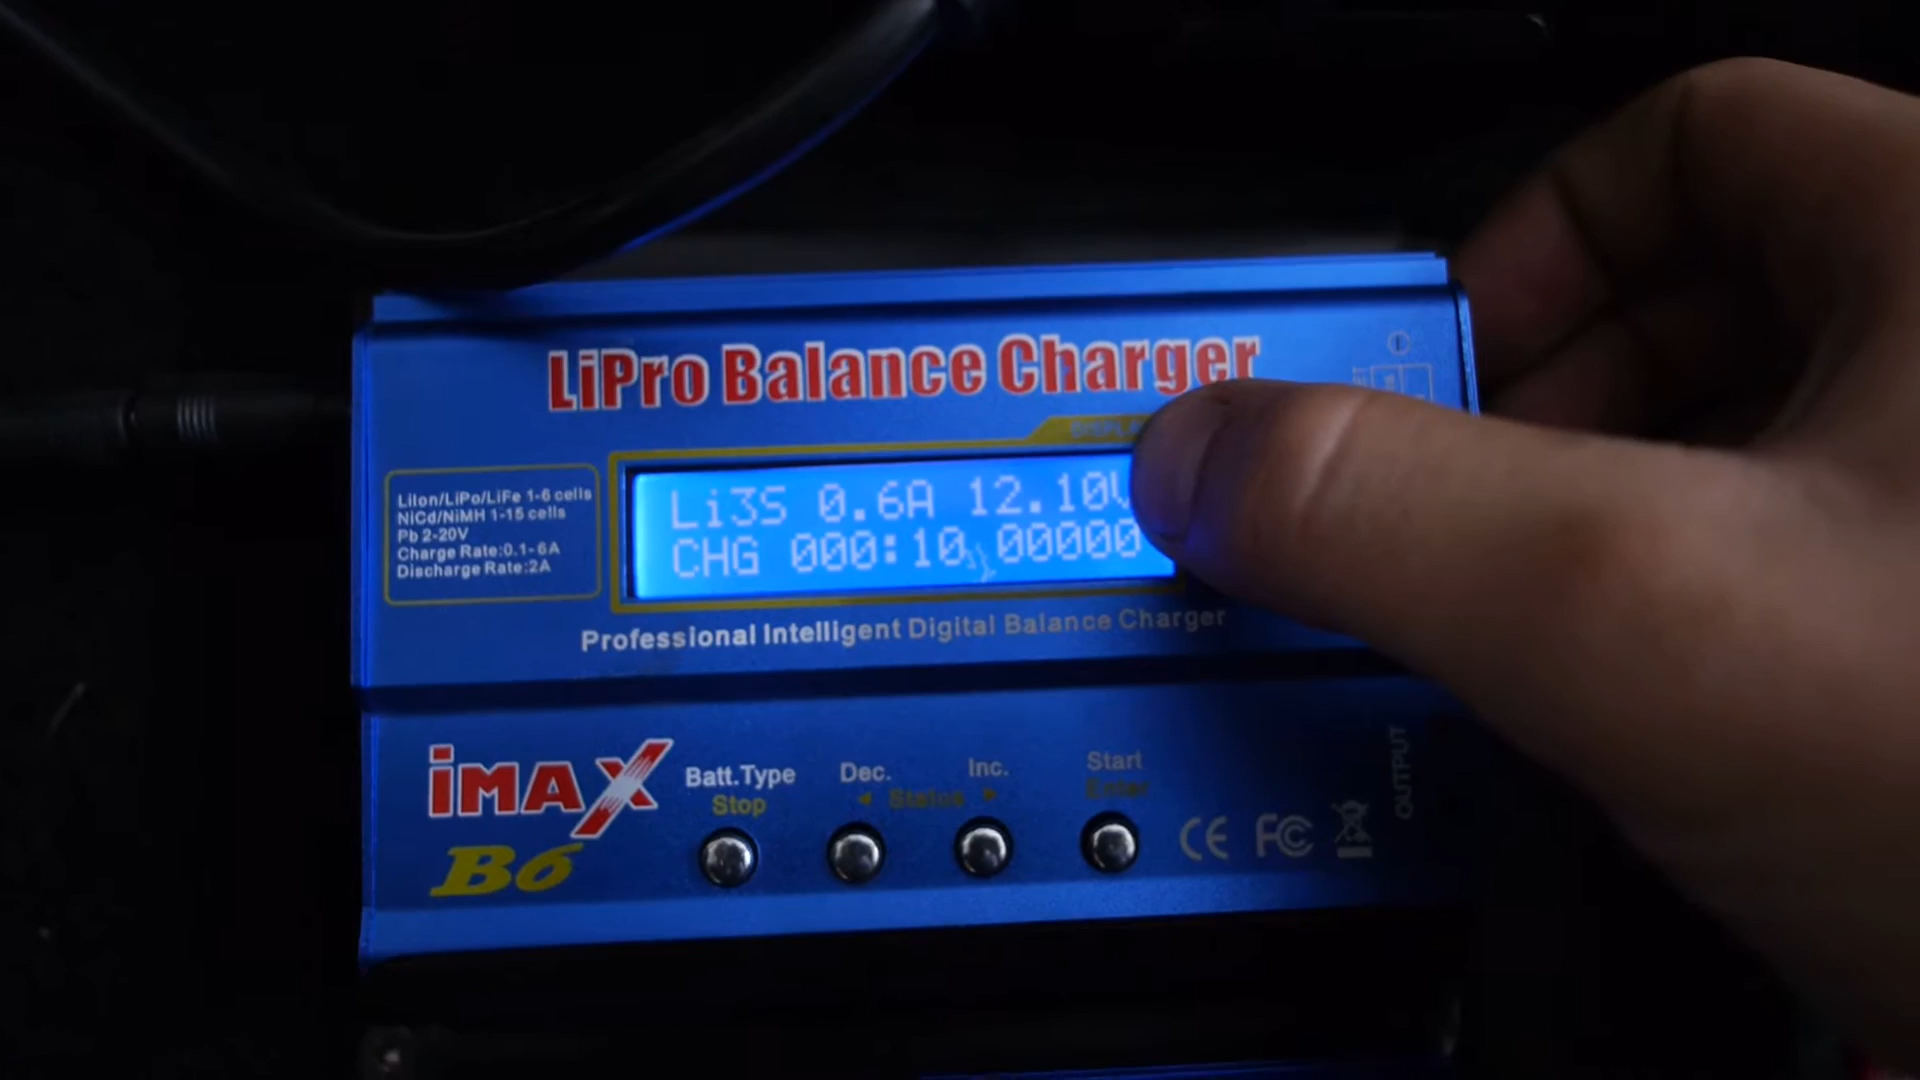 LiPro Balance Charger
DISPLAY
LiIon/LiPo/LiFe 1-6 cells
NiCd/NiMH 1-15 cells
Pb 2-20V
Charge Rate:0.1-6A
Discharge Rate:2A
Li3S 0.6A 12.10V
CHG 000:10 00000
Professional Intelligent Digital Balance Charger
iMAX
B6
Batt.Type Dec. Inc. Start
Stop ◄ Status ► Enter
CE FC
OUTPUT